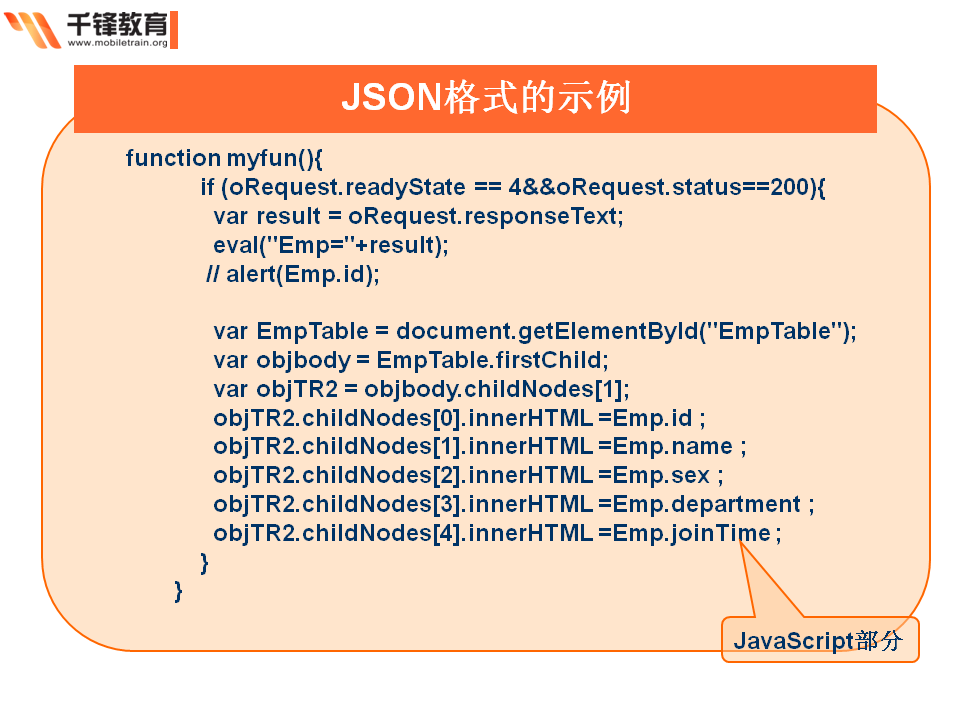 千锋教育
www.mobiletrain.org
JSON格式的示例
function myfun(){
if (oRequest.readyState == 4&&oRequest.status==200){
var result = oRequest.responseText;
eval("Emp="+result);
// alert(Emp.id);
var EmpTable = document.getElementById("EmpTable");
var objbody = EmpTable.firstChild;
var objTR2 = objbody.childNodes[1];
objTR2.childNodes[0].innerHTML =Emp.id ;
objTR2.childNodes[1].innerHTML =Emp.name ;
objTR2.childNodes[2].innerHTML =Emp.sex ;
objTR2.childNodes[3].innerHTML =Emp.department ;
objTR2.childNodes[4].innerHTML =Emp.joinTime ;
}
}
JavaScript部分